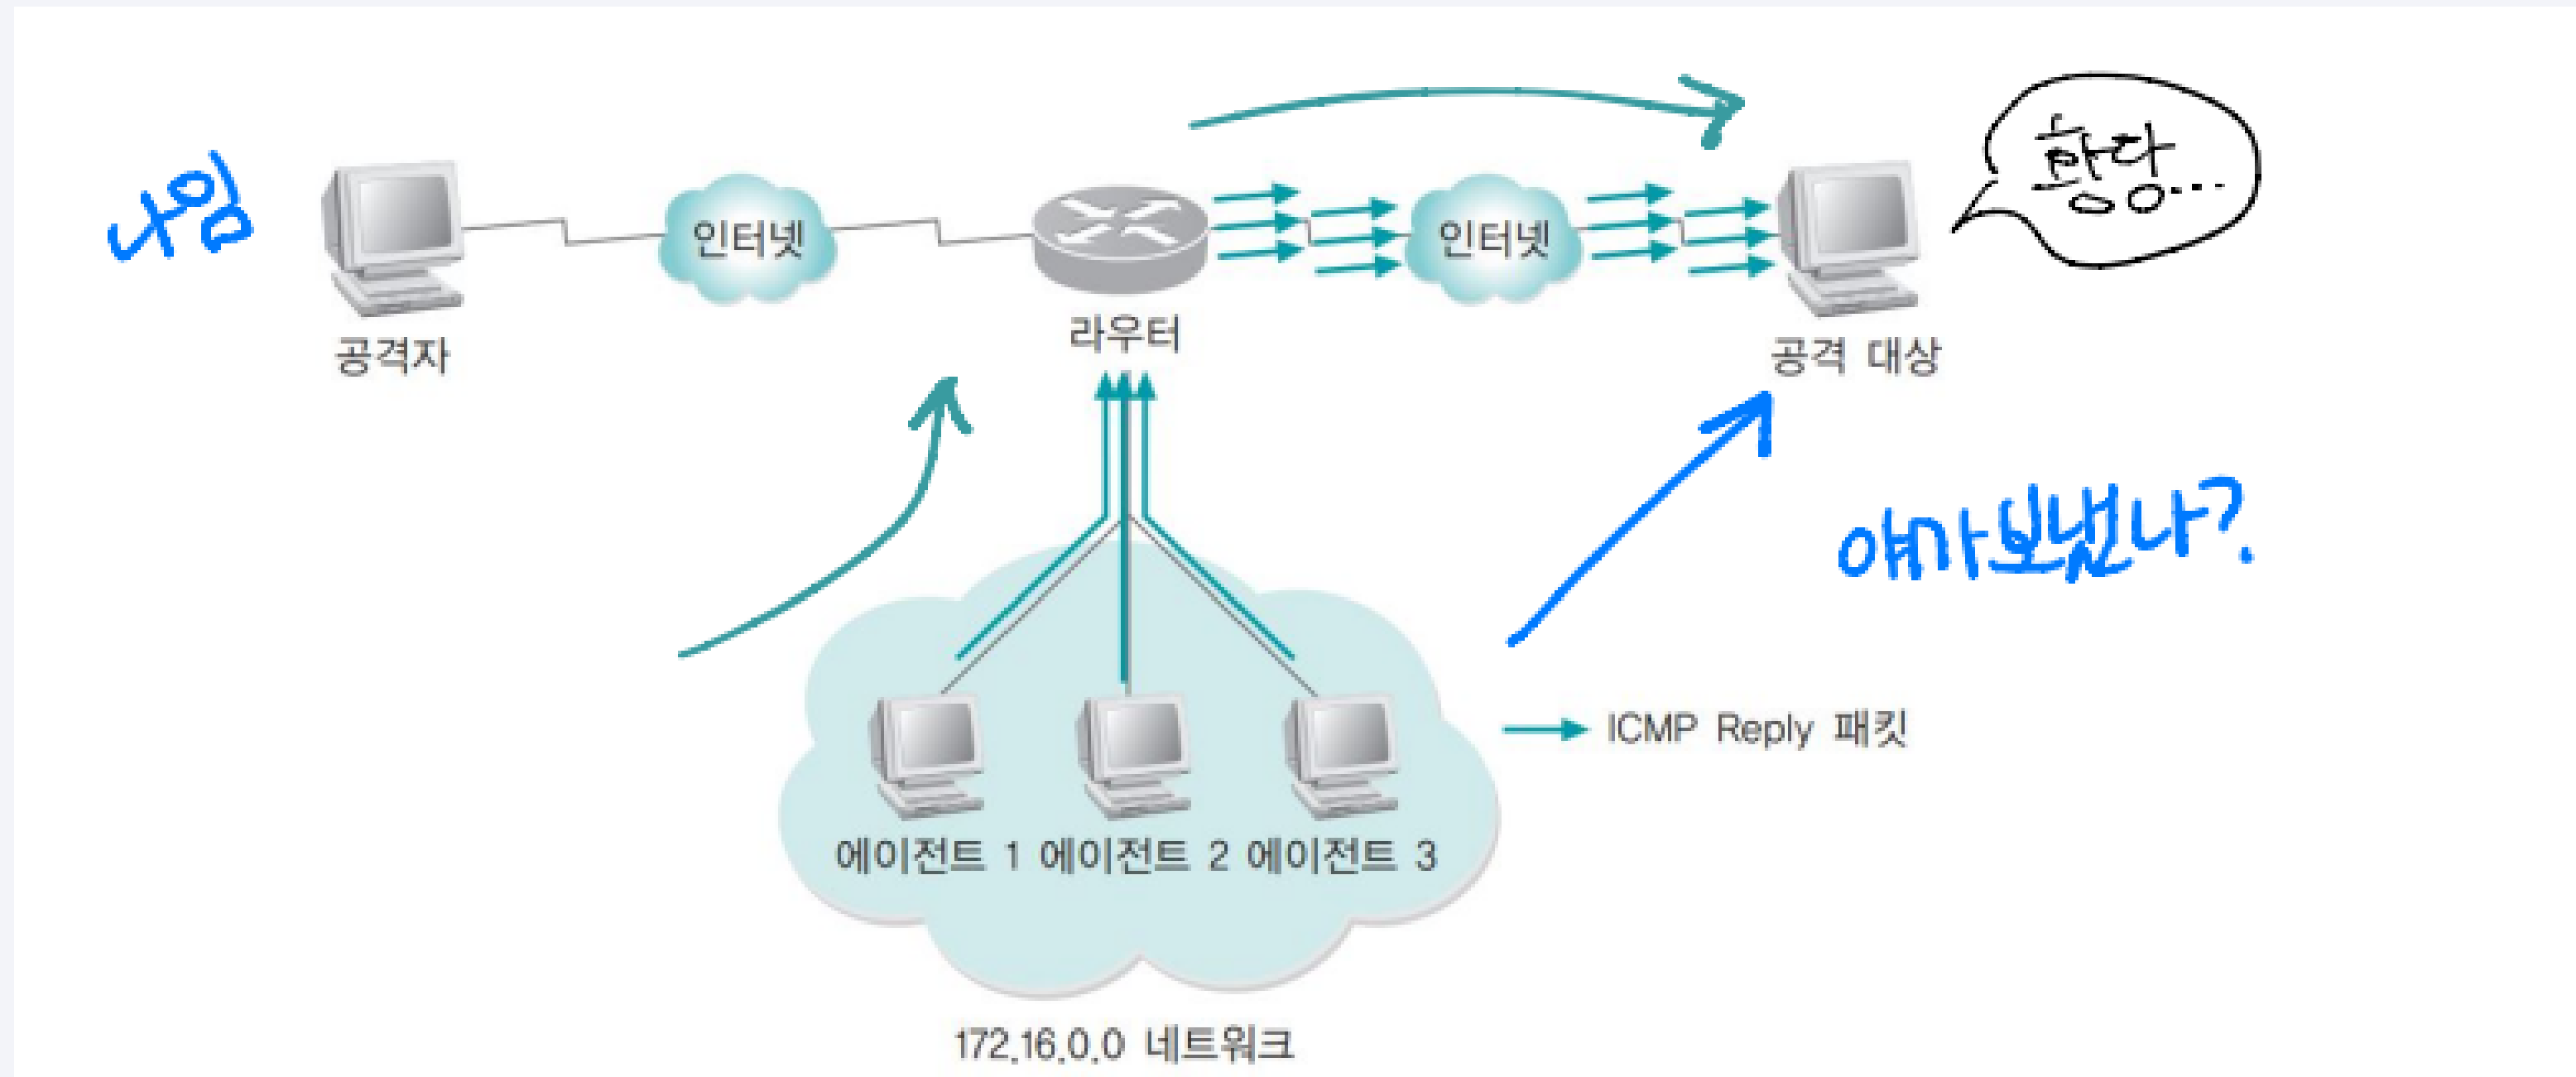 나임
인터넷
인터넷
황당...
공격자
라우터
공격 대상
얘가 보냈나?
ICMP Reply 패킷
에이전트 1 에이전트 2 에이전트 3
172.16.0.0 네트워크